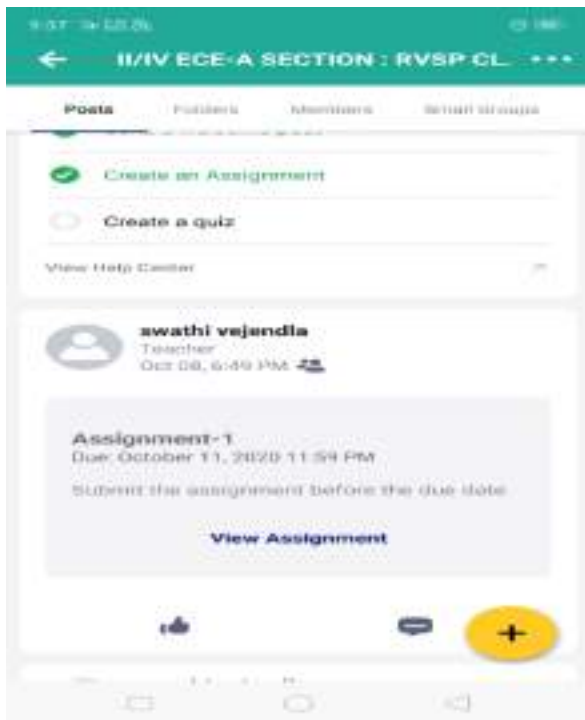 II/IV ECE-A SECTION : RVSP CL
Posts Folders Members Small Groups
Create an Assignment
Create a quiz
View Help Center
swathi vejendla
Teacher
Oct 08, 6:49 PM
Assignment-1
Due: October 11, 2020 11:59 PM
Submit the assignment before the due date
View Assignment